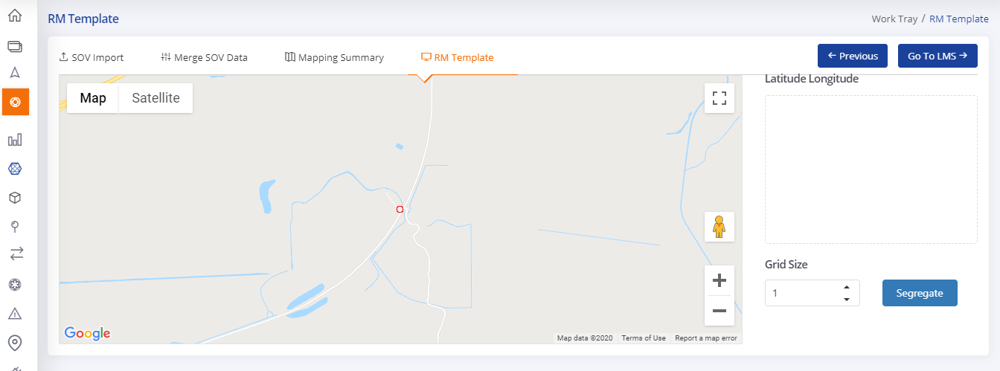 RM Template
Work Tray / RM Template
SOV Import
Merge SOV Data
Mapping Summary
RM Template
Previous
Go To LMS
Map
Satellite
Latitude Longitude
Grid Size
1
Segregate
Google
Map data ©2020
Terms of Use
Report a map error